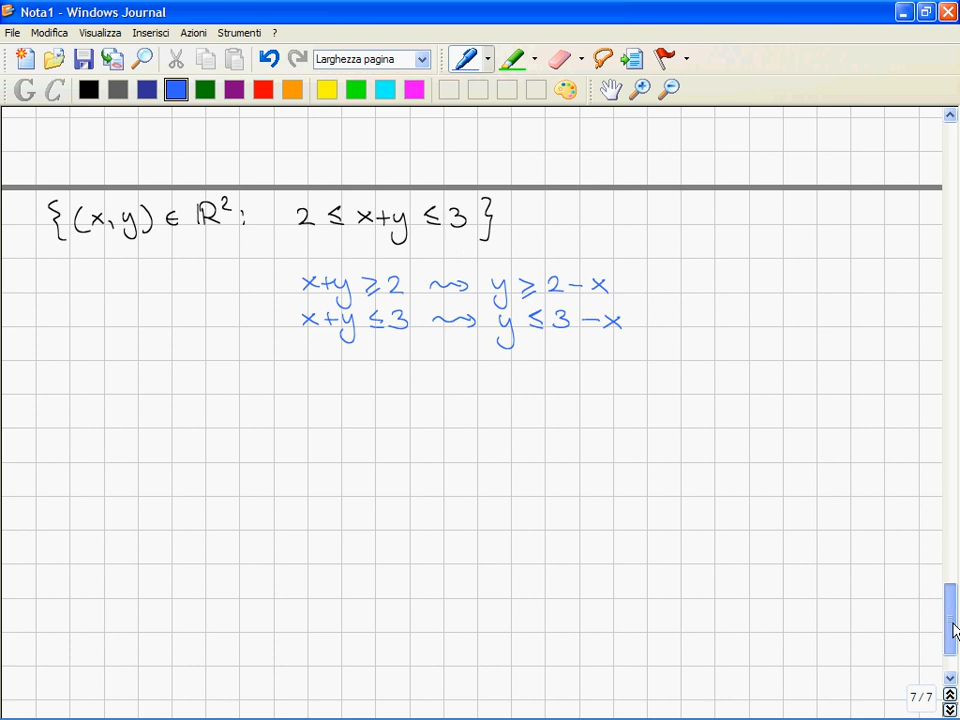 Nota1 - Windows Journal
File Modifica Visualizza Inserisci Azioni Strumenti ?
Larghezza pagina
G C
{(x,y) ∈ ℝ²: 2 ≤ x+y ≤ 3}
x+y ≥ 2 ⇝ y ≥ 2 - x
x+y ≤ 3 ⇝ y ≤ 3 - x
7 / 7